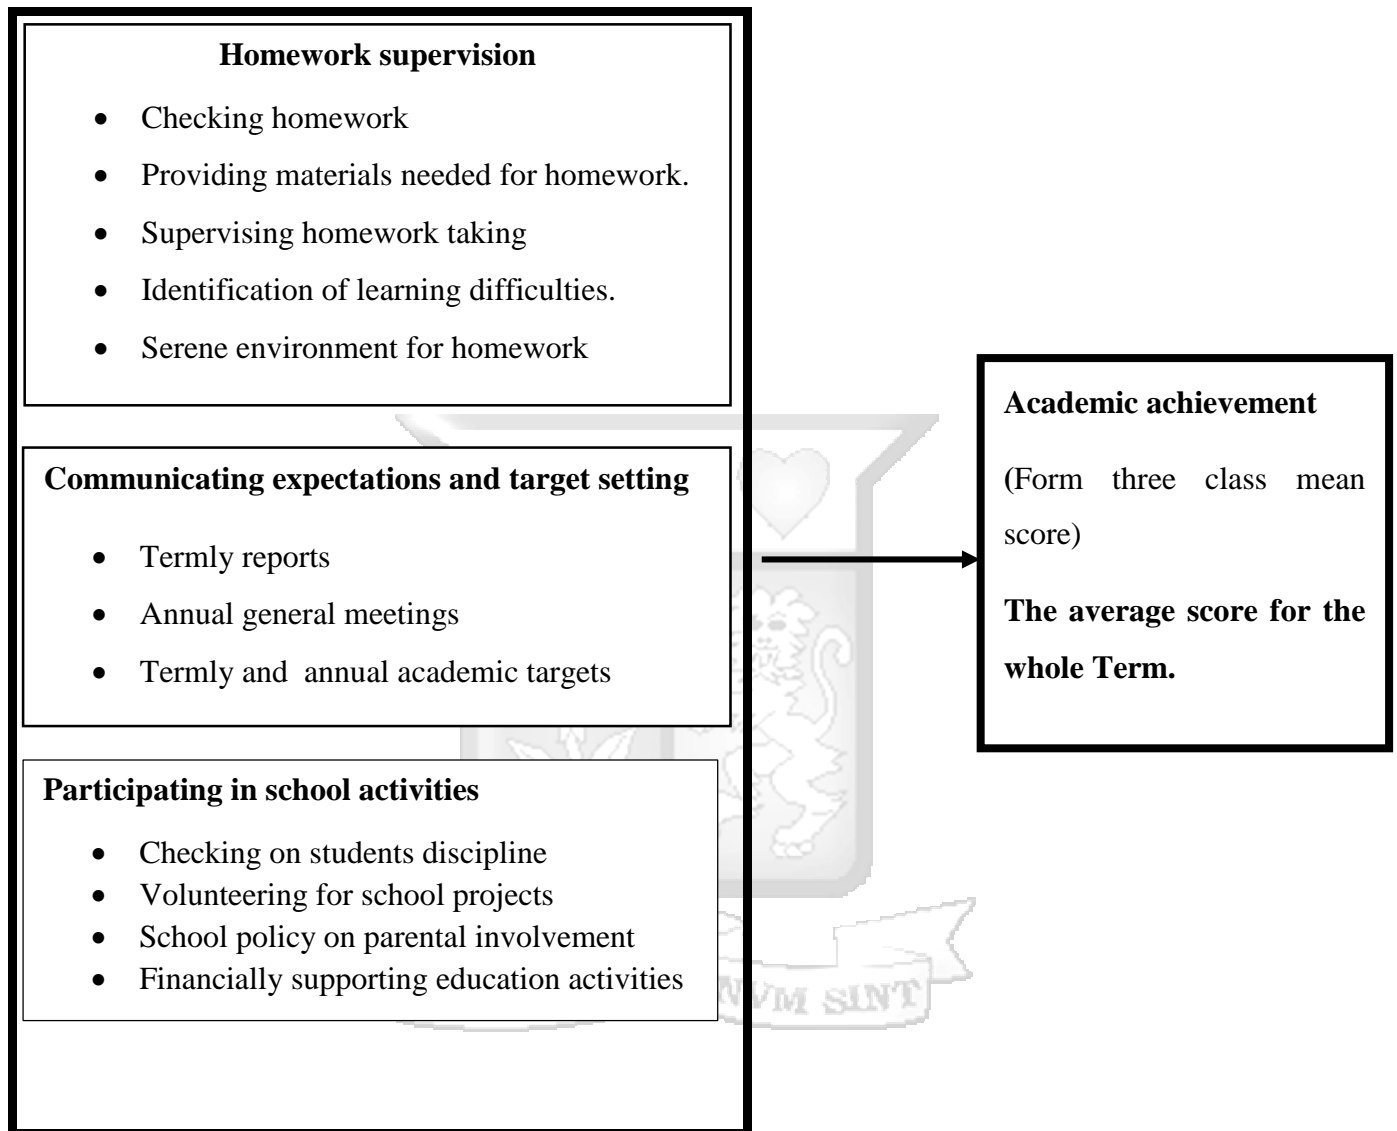 Homework supervision
• Checking homework
• Providing materials needed for homework.
• Supervising homework taking
• Identification of learning difficulties.
• Serene environment for homework
Communicating expectations and target setting
• Termly reports
• Annual general meetings
• Termly and  annual academic targets
Participating in school activities
• Checking on students discipline
• Volunteering for school projects
• School policy on parental involvement
• Financially supporting education activities
Academic achievement
(Form three class mean
score)
The average score for the
whole Term.
SINT